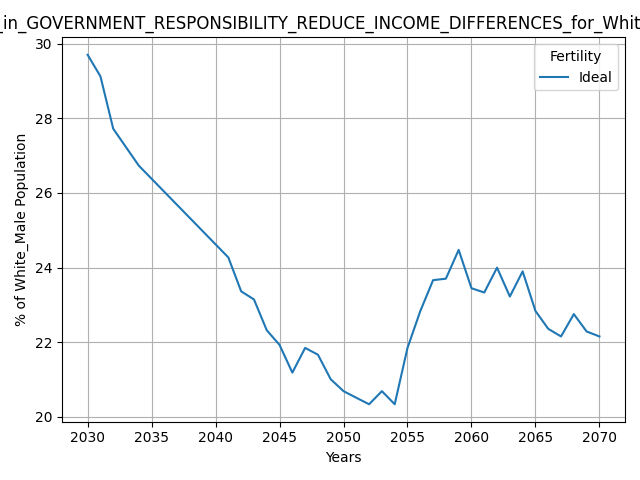 _in_GOVERNMENT_RESPONSIBILITY_REDUCE_INCOME_DIFFERENCES_for_Whit
Fertility
Ideal
30
28
26
24
22
20
% of White_Male Population
2030 2035 2040 2045 2050 2055 2060 2065 2070
Years